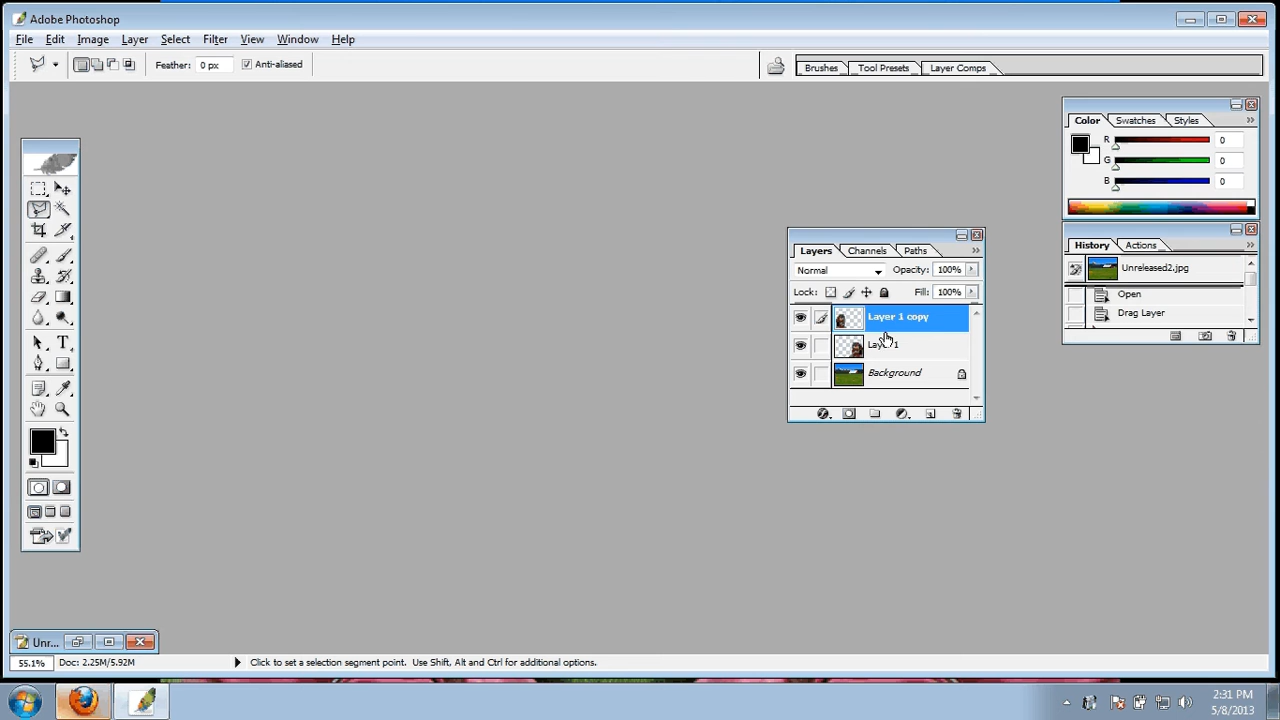 Adobe Photoshop
File Edit Image Layer Select Filter View Window Help
Feather: 0 px Anti-aliased
Brushes Tool Presets Layer Comps
Color Swatches Styles
R 0
G 0
B 0
History Actions
Unreleased2.jpg
Open
Drag Layer
Layers Channels Paths
Normal Opacity: 100%
Lock: Fill: 100%
Layer 1 copy
Background
T
Unr...
55.1% Doc: 2.25M/5.92M Click to set a selection segment point. Use Shift, Alt and Ctrl for additional options.
2:31 PM
5/8/2013